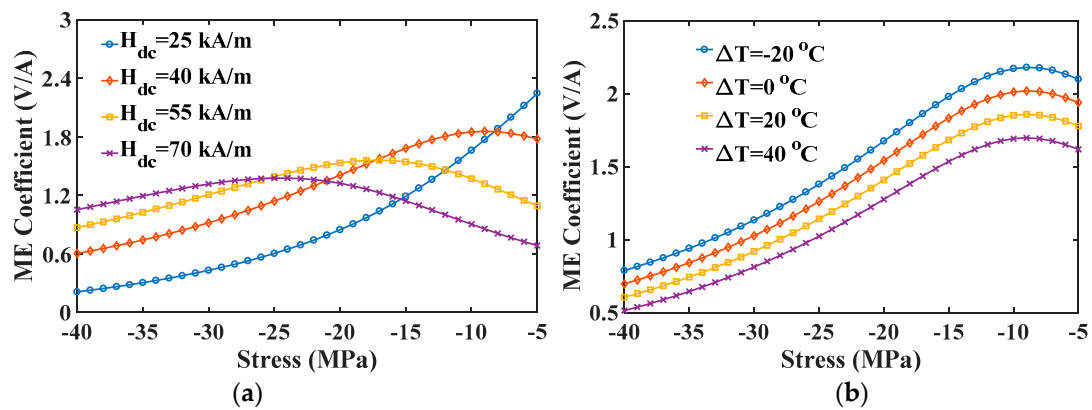 3
2.4
1.8
1.2
0.6
0
ME Coefficient (V/A)
H_dc=25 kA/m
H_dc=40 kA/m
H_dc=55 kA/m
H_dc=70 kA/m
-40 -35 -30 -25 -20 -15 -10 -5
Stress (MPa)
(a)
2.5
2
1.5
1
0.5
ME Coefficient (V/A)
ΔT=-20 °C
ΔT=0 °C
ΔT=20 °C
ΔT=40 °C
-40 -35 -30 -25 -20 -15 -10 -5
Stress (MPa)
(b)